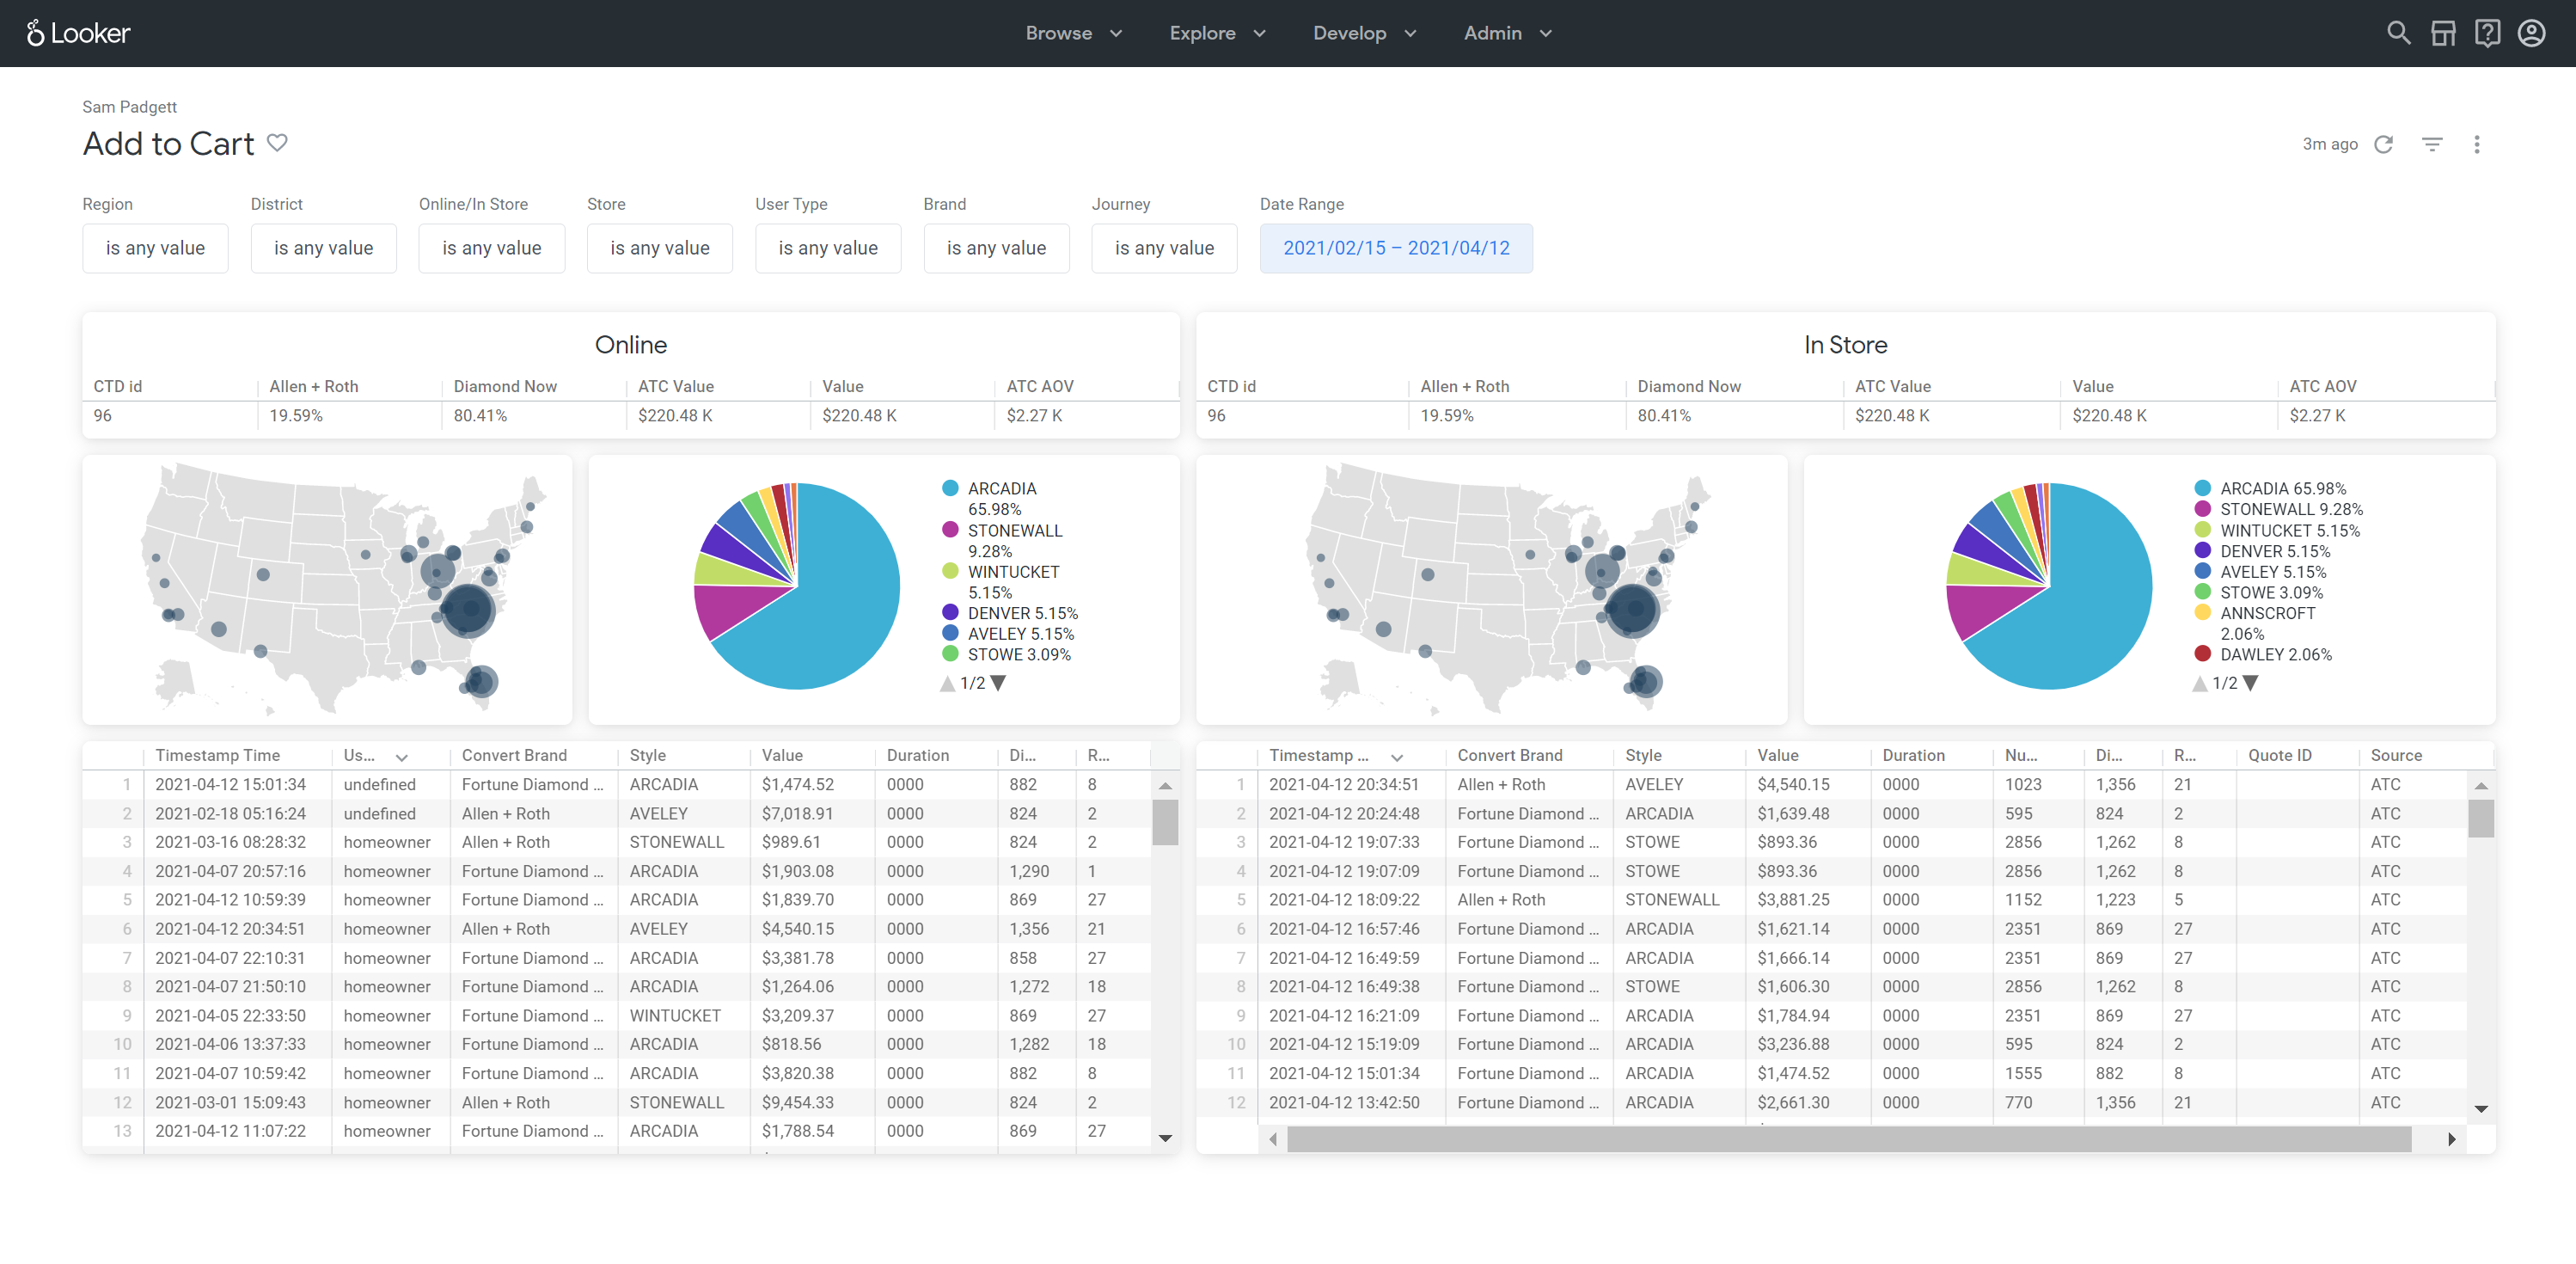 Looker
Browse Explore Develop Admin
Sam Padgett
Add to Cart
3m ago
Region District Online/In Store Store User Type Brand Journey Date Range
is any value is any value is any value is any value is any value is any value is any value 2021/02/15 – 2021/04/12
Online
CTD id Allen + Roth Diamond Now ATC Value Value ATC AOV
96 19.59% 80.41% $220.48 K $220.48 K $2.27 K
In Store
CTD id Allen + Roth Diamond Now ATC Value Value ATC AOV
96 19.59% 80.41% $220.48 K $220.48 K $2.27 K
ARCADIA
65.98%
STONEWALL
9.28%
WINTUCKET
5.15%
DENVER 5.15%
AVELEY 5.15%
STOWE 3.09%
1/2
ARCADIA 65.98%
STONEWALL 9.28%
WINTUCKET 5.15%
DENVER 5.15%
AVELEY 5.15%
STOWE 3.09%
ANNSCROFT
2.06%
DAWLEY 2.06%
1/2
Timestamp Time Us... Convert Brand Style Value Duration Di... R...
1 2021-04-12 15:01:34 undefined Fortune Diamond ... ARCADIA $1,474.52 0000 882 8
2 2021-02-18 05:16:24 undefined Allen + Roth AVELEY $7,018.91 0000 824 2
3 2021-03-16 08:28:32 homeowner Allen + Roth STONEWALL $989.61 0000 824 2
4 2021-04-07 20:57:16 homeowner Fortune Diamond ... ARCADIA $1,903.08 0000 1,290 1
5 2021-04-12 10:59:39 homeowner Fortune Diamond ... ARCADIA $1,839.70 0000 869 27
6 2021-04-12 20:34:51 homeowner Allen + Roth AVELEY $4,540.15 0000 1,356 21
7 2021-04-07 22:10:31 homeowner Fortune Diamond ... ARCADIA $3,381.78 0000 858 27
8 2021-04-07 21:50:10 homeowner Fortune Diamond ... ARCADIA $1,264.06 0000 1,272 18
9 2021-04-05 22:33:50 homeowner Fortune Diamond ... WINTUCKET $3,209.37 0000 869 27
10 2021-04-06 13:37:33 homeowner Fortune Diamond ... ARCADIA $818.56 0000 1,282 18
11 2021-04-07 10:59:42 homeowner Fortune Diamond ... ARCADIA $3,820.38 0000 882 8
12 2021-03-01 15:09:43 homeowner Allen + Roth STONEWALL $9,454.33 0000 824 2
13 2021-04-12 11:07:22 homeowner Fortune Diamond ... ARCADIA $1,788.54 0000 869 27
Timestamp ... Convert Brand Style Value Duration Nu... Di... R... Quote ID Source
1 2021-04-12 20:34:51 Allen + Roth AVELEY $4,540.15 0000 1023 1,356 21 ATC
2 2021-04-12 20:24:48 Fortune Diamond ... ARCADIA $1,639.48 0000 595 824 2 ATC
3 2021-04-12 19:07:33 Fortune Diamond ... STOWE $893.36 0000 2856 1,262 8 ATC
4 2021-04-12 19:07:09 Fortune Diamond ... STOWE $893.36 0000 2856 1,262 8 ATC
5 2021-04-12 18:09:22 Allen + Roth STONEWALL $3,881.25 0000 1152 1,223 5 ATC
6 2021-04-12 16:57:46 Fortune Diamond ... ARCADIA $1,621.14 0000 2351 869 27 ATC
7 2021-04-12 16:49:59 Fortune Diamond ... ARCADIA $1,666.14 0000 2351 869 27 ATC
8 2021-04-12 16:49:38 Fortune Diamond ... STOWE $1,606.30 0000 2856 1,262 8 ATC
9 2021-04-12 16:21:09 Fortune Diamond ... ARCADIA $1,784.94 0000 2351 869 27 ATC
10 2021-04-12 15:19:09 Fortune Diamond ... ARCADIA $3,236.88 0000 595 824 2 ATC
11 2021-04-12 15:01:34 Fortune Diamond ... ARCADIA $1,474.52 0000 1555 882 8 ATC
12 2021-04-12 13:42:50 Fortune Diamond ... ARCADIA $2,661.30 0000 770 1,356 21 ATC